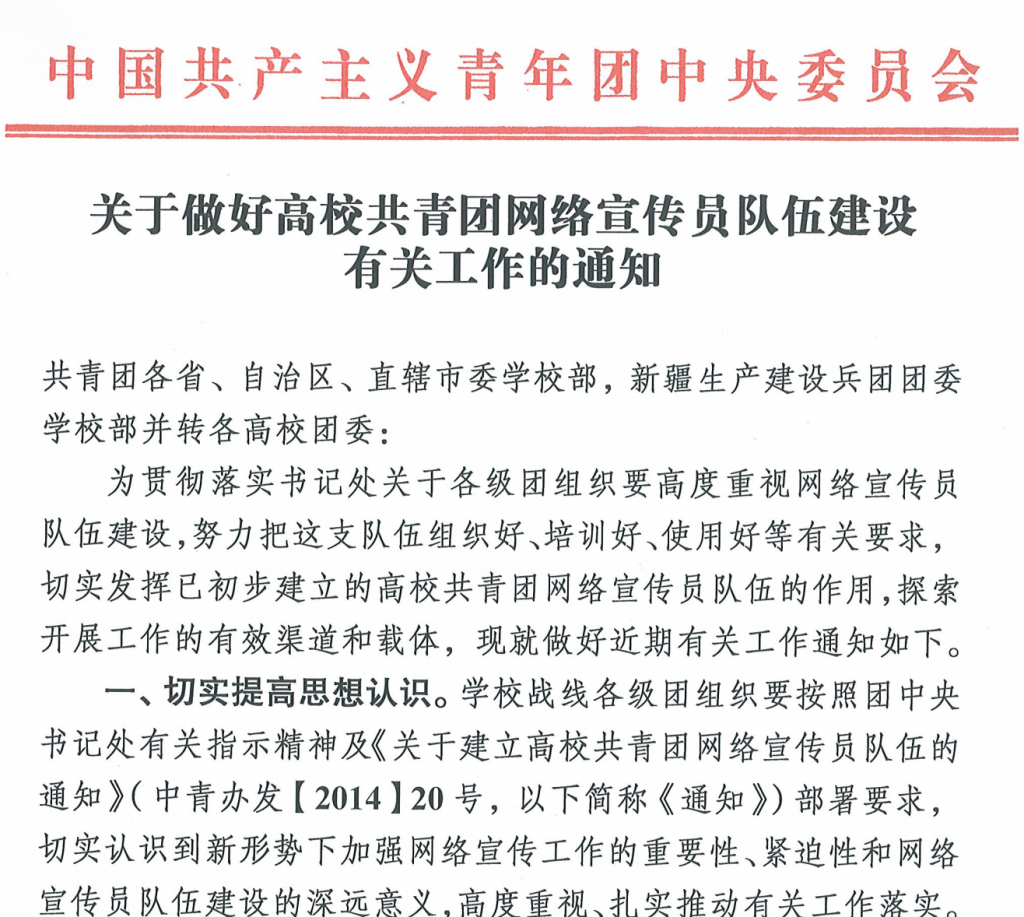 中国共产主义青年团中央委员会
关于做好高校共青团网络宣传员队伍建设
有关工作的通知
共青团各省、自治区、直辖市委学校部，新疆生产建设兵团团委
学校部并转各高校团委：
为贯彻落实书记处关于各级团组织要高度重视网络宣传员
队伍建设，努力把这支队伍组织好、培训好、使用好等有关要求，
切实发挥已初步建立的高校共青团网络宣传员队伍的作用，探索
开展工作的有效渠道和载体，现就做好近期有关工作通知如下。
一、切实提高思想认识。学校战线各级团组织要按照团中央
书记处有关指示精神及《关于建立高校共青团网络宣传员队伍的
通知》（中青办发【2014】20 号，以下简称《通知》）部署要求，
切实认识到新形势下加强网络宣传工作的重要性、紧迫性和网络
宣传员队伍建设的深远意义，高度重视、扎实推动有关工作落实。